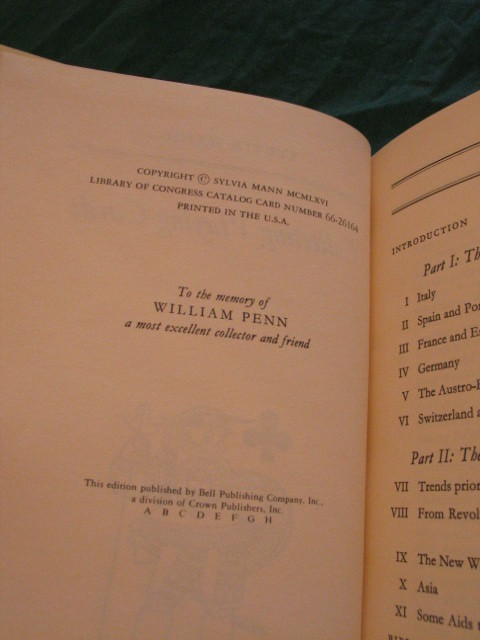 COPYRIGHT © SYLVIA MANN MCMLXVI
LIBRARY OF CONGRESS CATALOG CARD NUMBER 66-26164
PRINTED IN THE U.S.A.
To the memory of
WILLIAM PENN
a most excellent collector and friend
This edition published by Bell Publishing Company, Inc.,
a division of Crown Publishers, Inc.
A B C D E F G H
INTRODUCTION
Part I: Th
I Italy
II Spain and Por
III France and E
IV Germany
V The Austro-
VI Switzerland a
Part II: The
VII Trends prior
VIII From Revol
IX The New W
X Asia
XI Some Aids